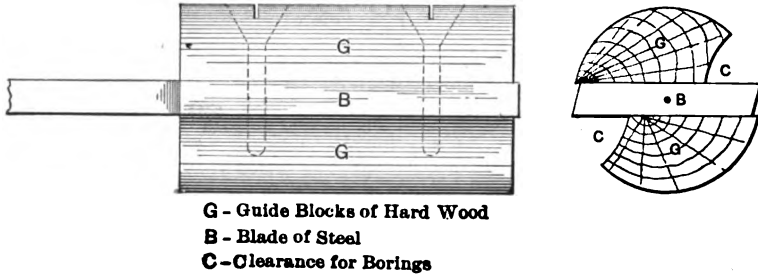 G
B
G
G
C
B
C
G
G - Guide Blocks of Hard Wood
B - Blade of Steel
C - Clearance for Borings